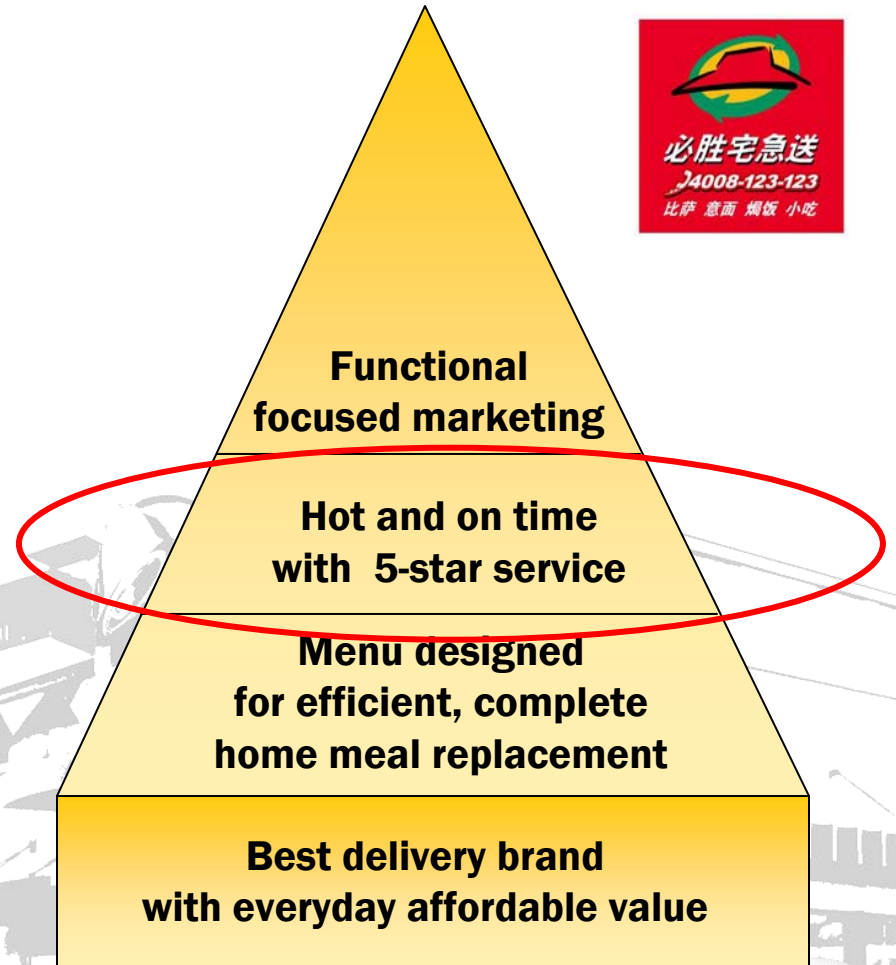 必胜宅急送
4008-123-123
比萨 意面 焗饭 小吃
Functional
focused marketing
Hot and on time
with 5-star service
Menu designed
for efficient, complete
home meal replacement
Best delivery brand
with everyday affordable value